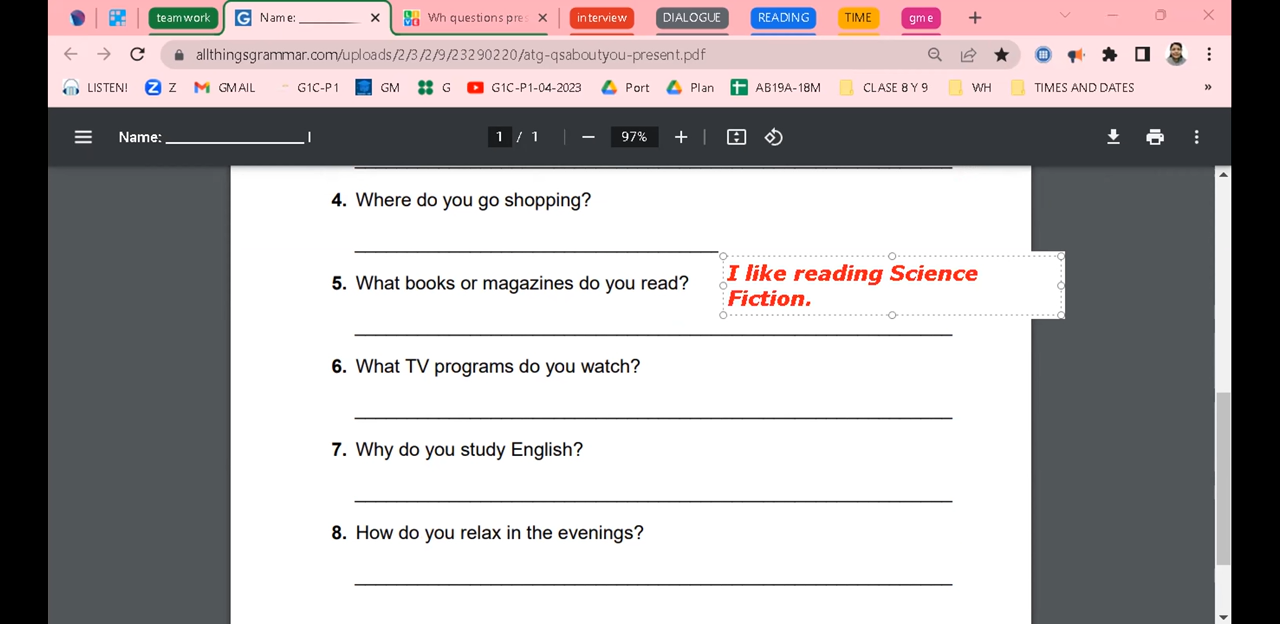 teamwork
Name: ________
Wh questions pre
interview
DIALOGUE
READING
TIME
gme
allthingsgrammar.com/uploads/2/3/2/9/23290220/atg-qsaboutyou-present.pdf
LISTEN!
Z
GMAIL
G1C-P1
GM
G
G1C-P1-04-2023
Port
Plan
AB19A-18M
CLASE 8 Y 9
WH
TIMES AND DATES
»
Name: ________________ I
1 / 1
97%
4. Where do you go shopping?
I like reading Science
Fiction.
5. What books or magazines do you read?
6. What TV programs do you watch?
7. Why do you study English?
8. How do you relax in the evenings?